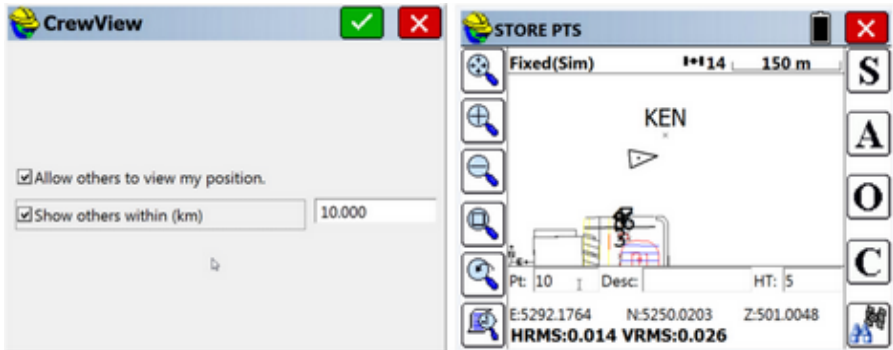 CrewView
Allow others to view my position.
Show others within (km) 10.000
STORE PTS
Fixed(Sim) 14 150 m
S
KEN
A
O
C
Pt: 10 Desc: HT: 5
E:5292.1764 N:5250.0203 Z:501.0048
HRMS:0.014 VRMS:0.026